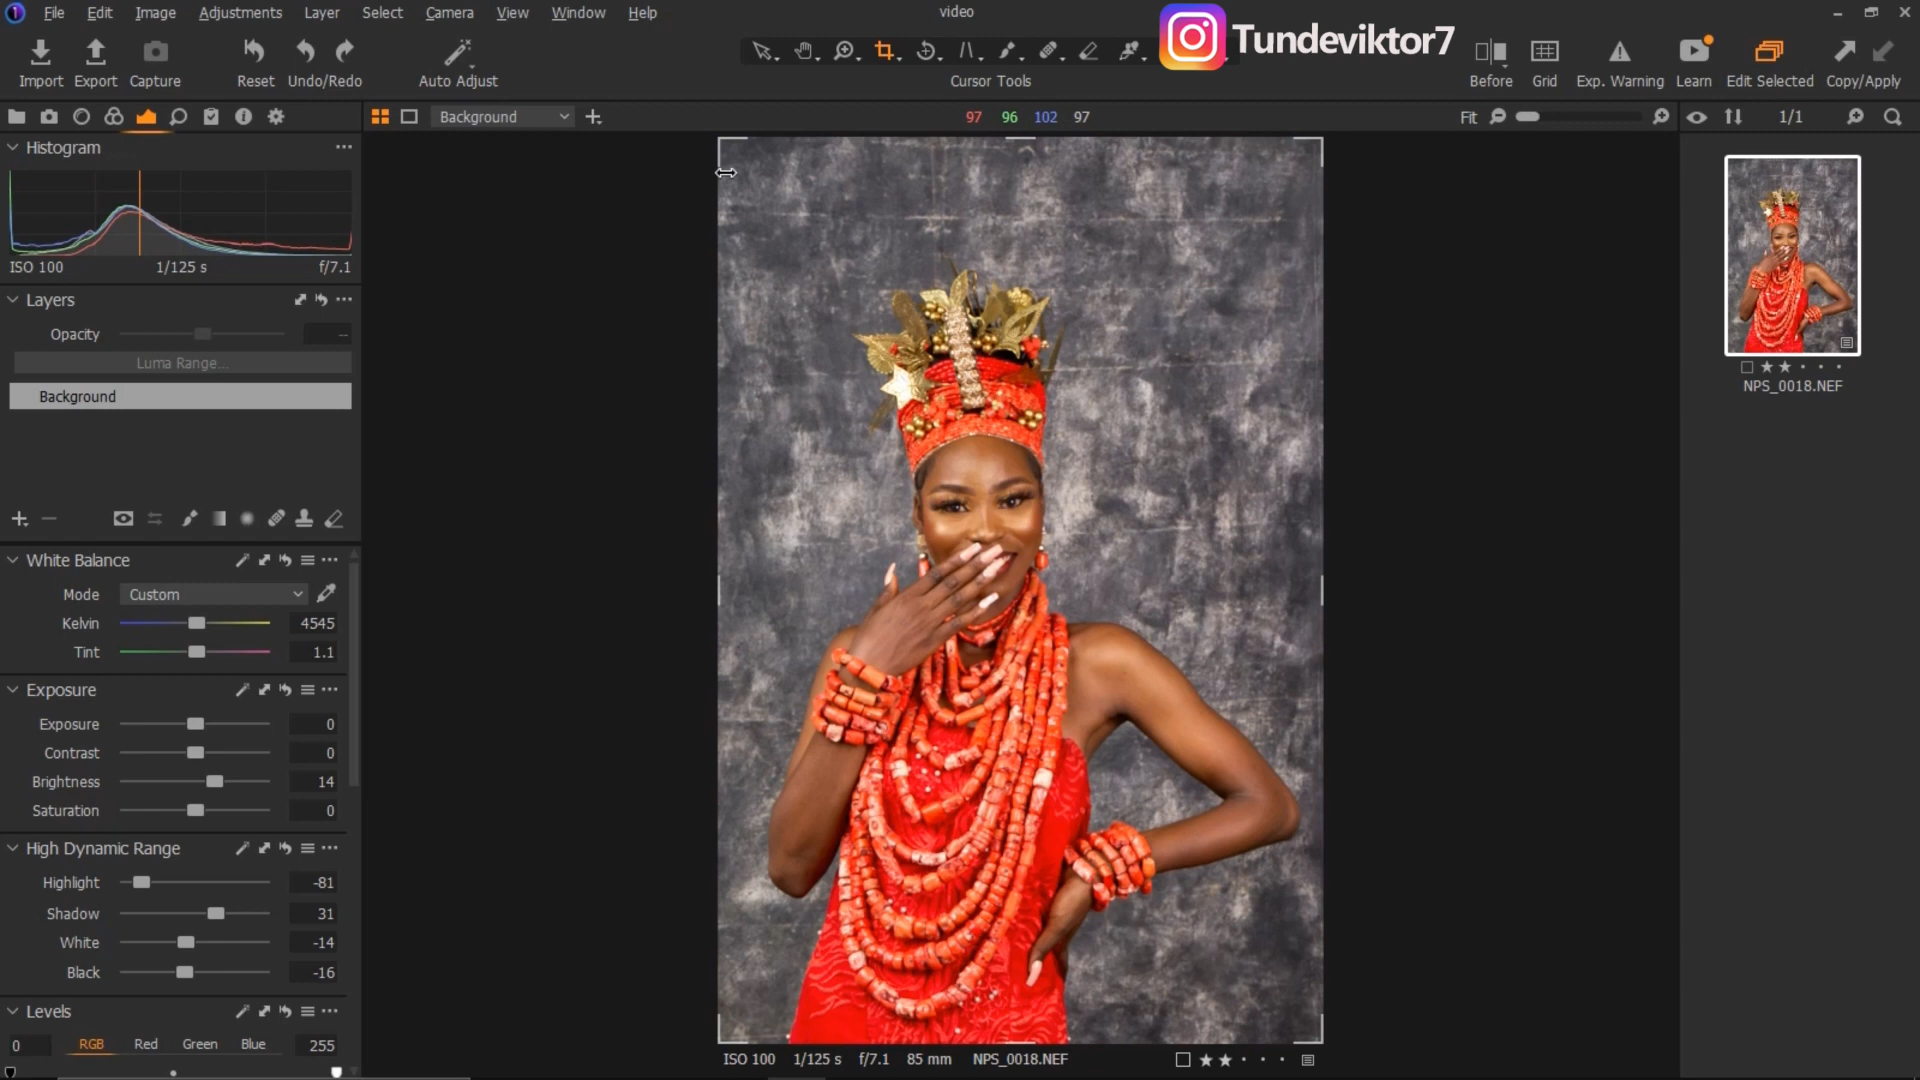 File Edit Image Adjustments Layer Select Camera View Window Help
video
Tundeviktor7
Import Export Capture Reset Undo/Redo Auto Adjust
Cursor Tools
Before Grid Exp. Warning Learn Edit Selected Copy/Apply
Background
97 96 102 97
Fit
1/1
Histogram
ISO 100 1/125 s f/7.1
Layers
Opacity --
Luma Range...
Background
White Balance
Mode Custom
Kelvin 4545
Tint 1.1
Exposure
Exposure 0
Contrast 0
Brightness 14
Saturation 0
High Dynamic Range
Highlight -81
Shadow 31
White -14
Black -16
Levels
0 RGB Red Green Blue 255
ISO 100 1/125 s f/7.1 85 mm NPS_0018.NEF
NPS_0018.NEF